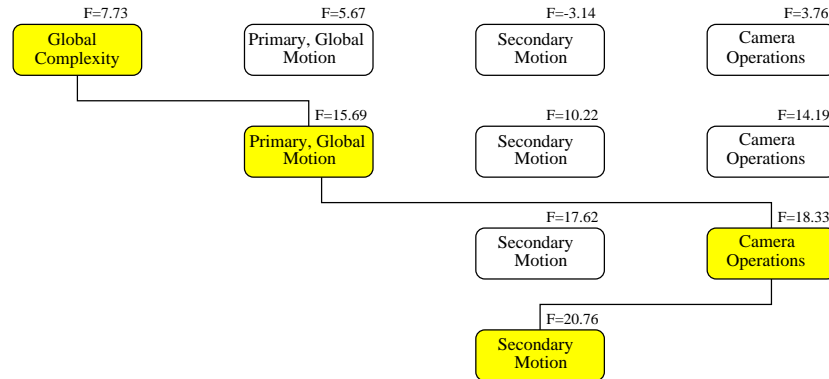 F=7.73 F=5.67 F=-3.14 F=3.76
Global Primary, Global Secondary Camera
Complexity Motion Motion Operations
F=15.69 F=10.22 F=14.19
Primary, Global Secondary Camera
Motion Motion Operations
F=17.62 F=18.33
Secondary Camera
Motion Operations
F=20.76
Secondary
Motion